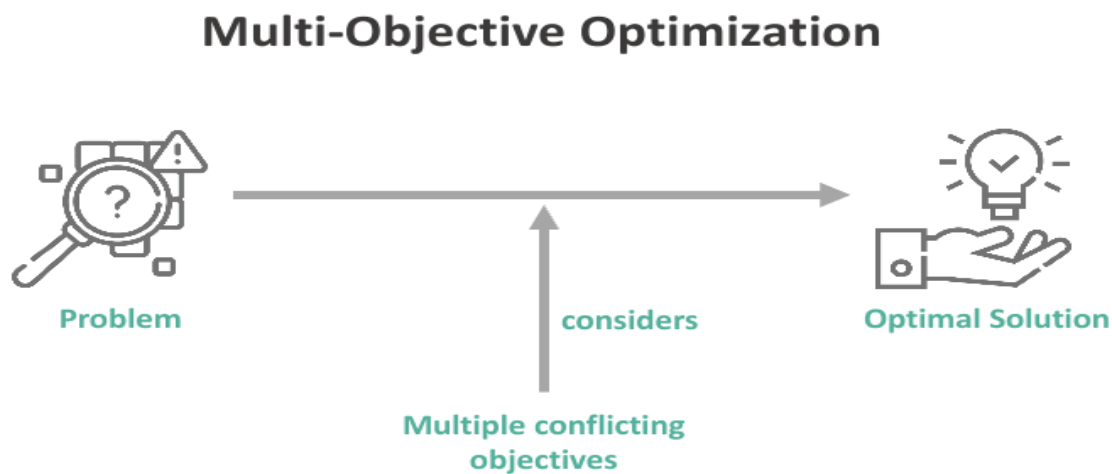 Multi-Objective Optimization
?
!
Problem
considers
Optimal Solution
Multiple conflicting
objectives